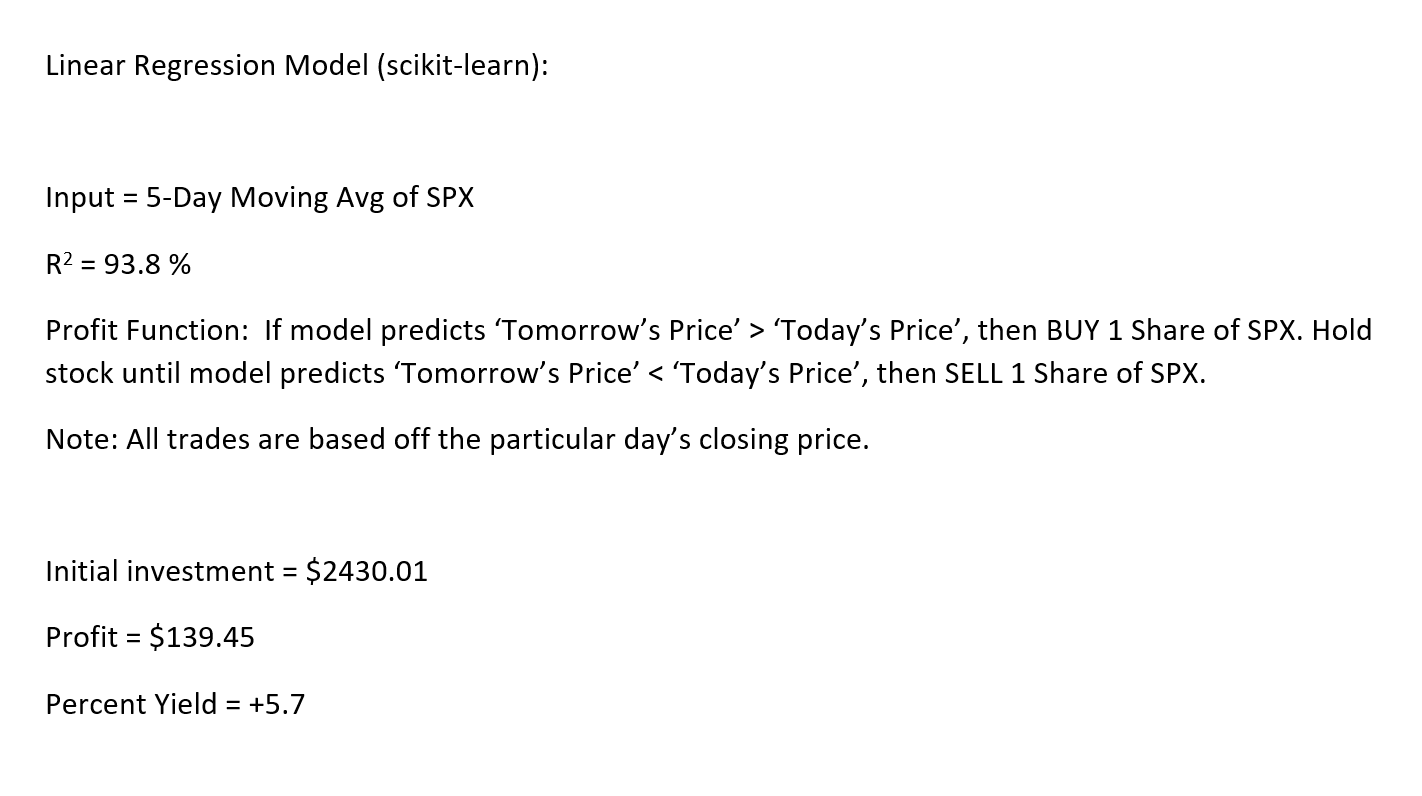 Linear Regression Model (scikit-learn):
Input = 5-Day Moving Avg of SPX
R² = 93.8 %
Profit Function:  If model predicts ‘Tomorrow’s Price’ > ‘Today’s Price’, then BUY 1 Share of SPX. Hold
stock until model predicts ‘Tomorrow’s Price’ < ‘Today’s Price’, then SELL 1 Share of SPX.
Note: All trades are based off the particular day’s closing price.
Initial investment = $2430.01
Profit = $139.45
Percent Yield = +5.7